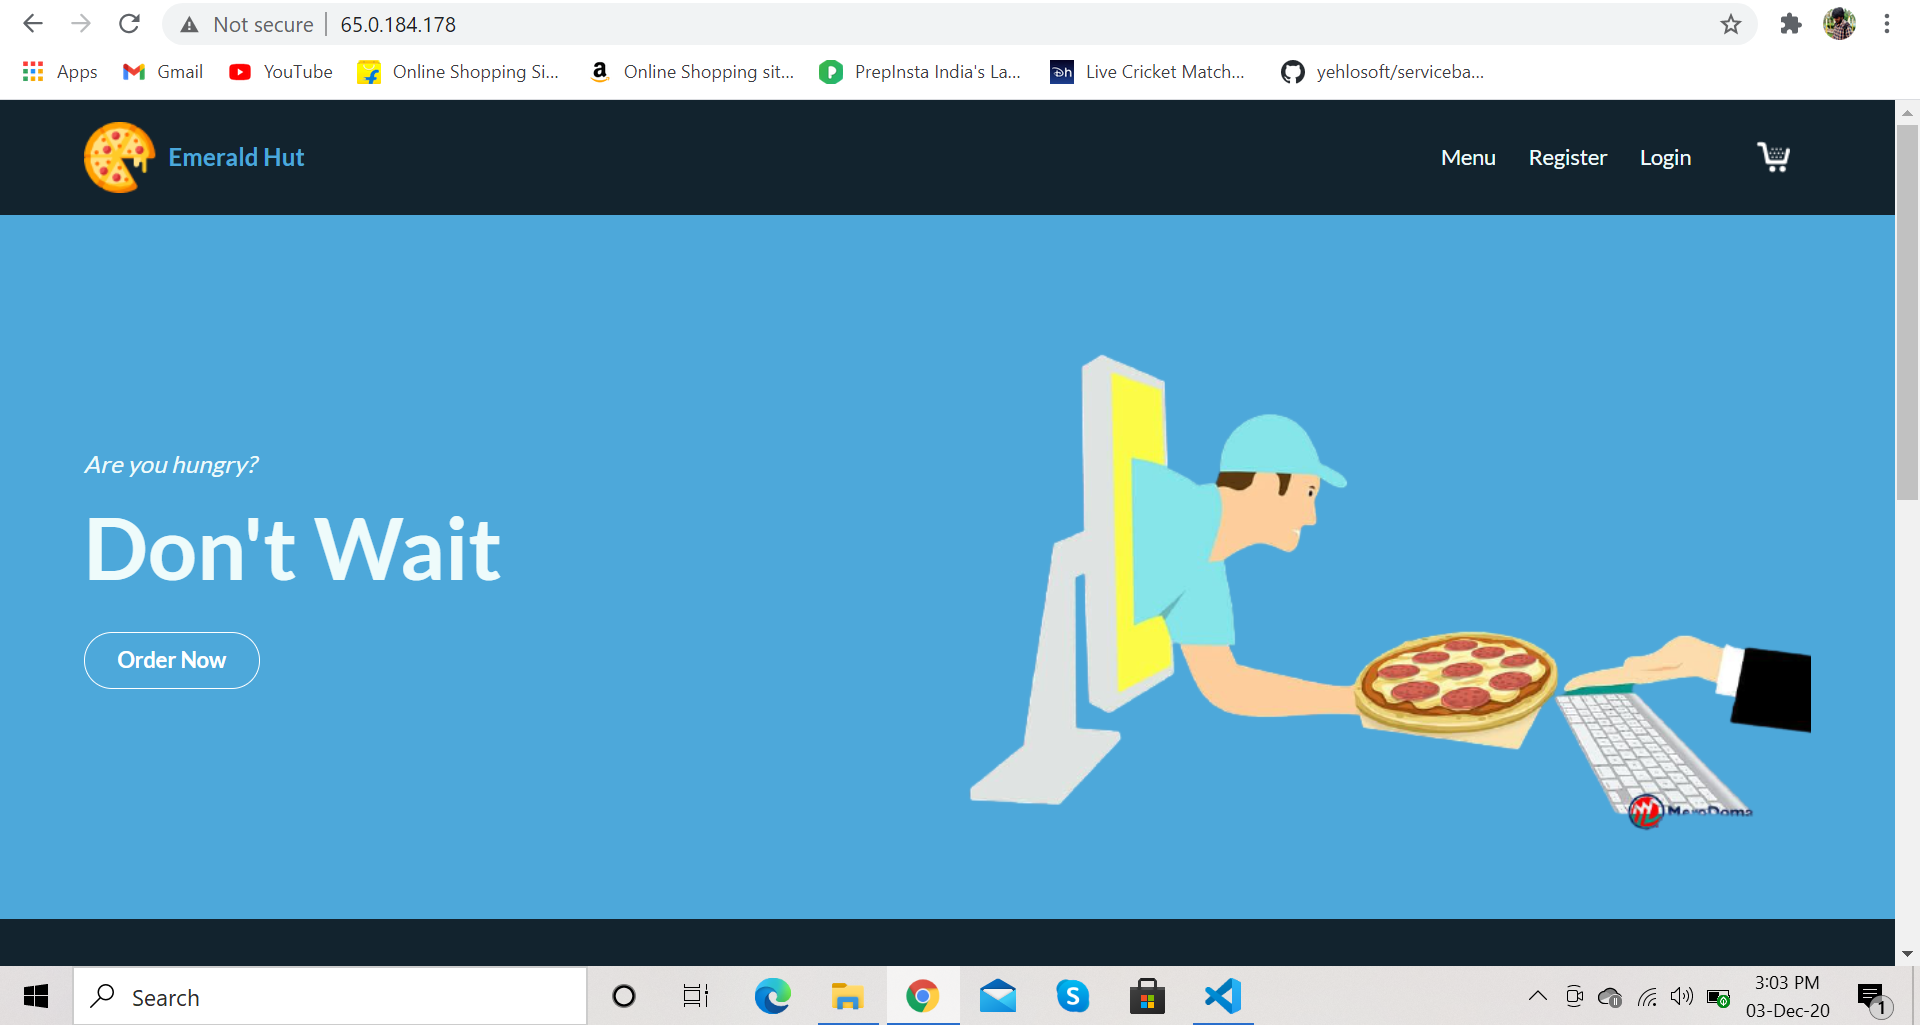 Not secure | 65.0.184.178
Apps Gmail YouTube Online Shopping Si... Online Shopping sit... PrepInsta India's La... Live Cricket Match... yehlosoft/serviceba...
Emerald Hut Menu Register Login
Are you hungry?
Don't Wait
Order Now
MeroDoma
Search
3:03 PM
03-Dec-20
1